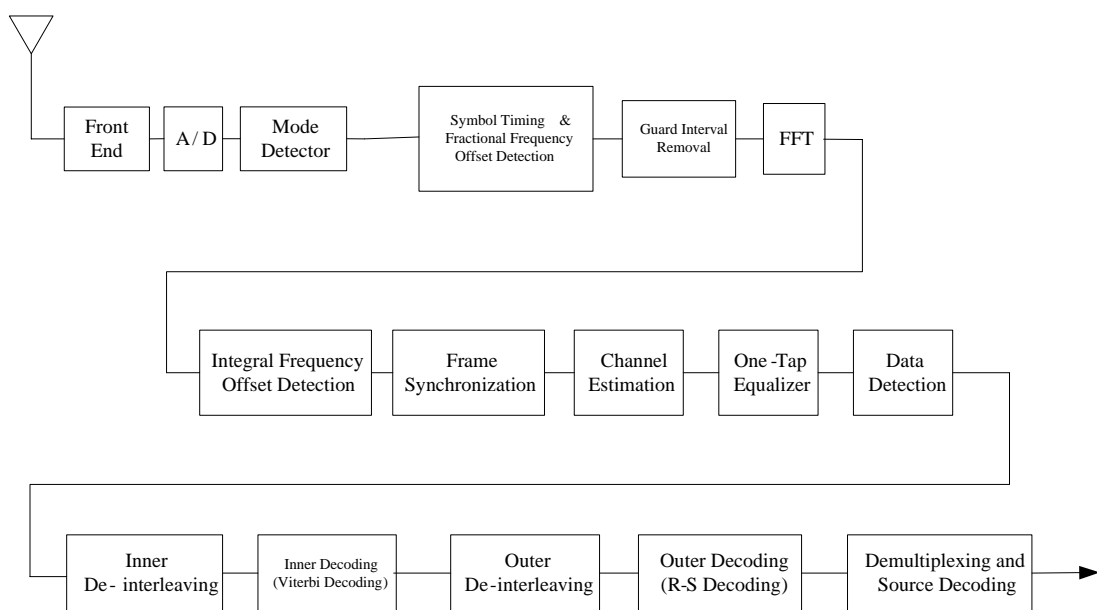 Front
End
A / D
Mode
Detector
Symbol Timing &
Fractional Frequency
Offset Detection
Guard Interval
Removal
FFT
Integral Frequency
Offset Detection
Frame
Synchronization
Channel
Estimation
One -Tap
Equalizer
Data
Detection
Inner
De- interleaving
Inner Decoding
(Viterbi Decoding)
Outer
De-interleaving
Outer Decoding
(R-S Decoding)
Demultiplexing and
Source Decoding